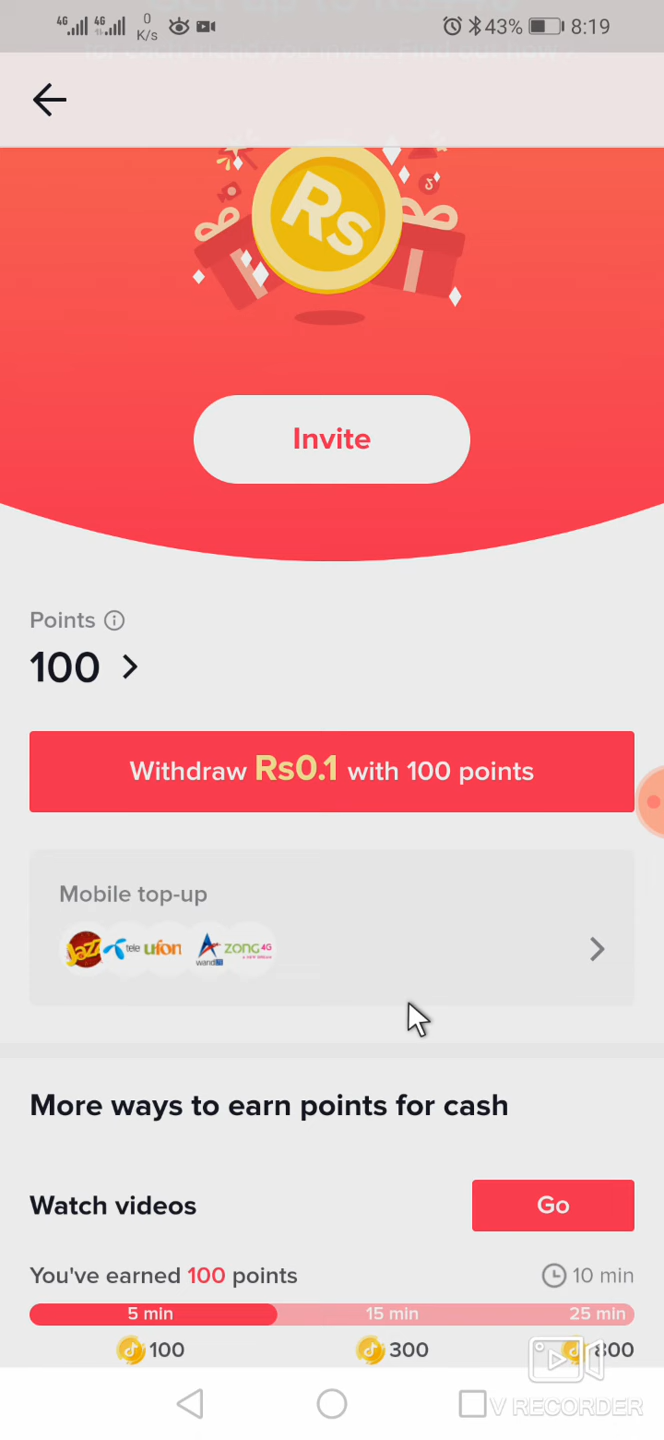 4G 4G 0 K/s 43% 8:19
Rs
Invite
Points
100 >
Withdraw Rs0.1 with 100 points
Mobile top-up
Jazz tele ufon zong 4G
More ways to earn points for cash
Watch videos Go
You've earned 100 points 10 min
5 min 15 min 25 min
100 300 800
V RECORDER